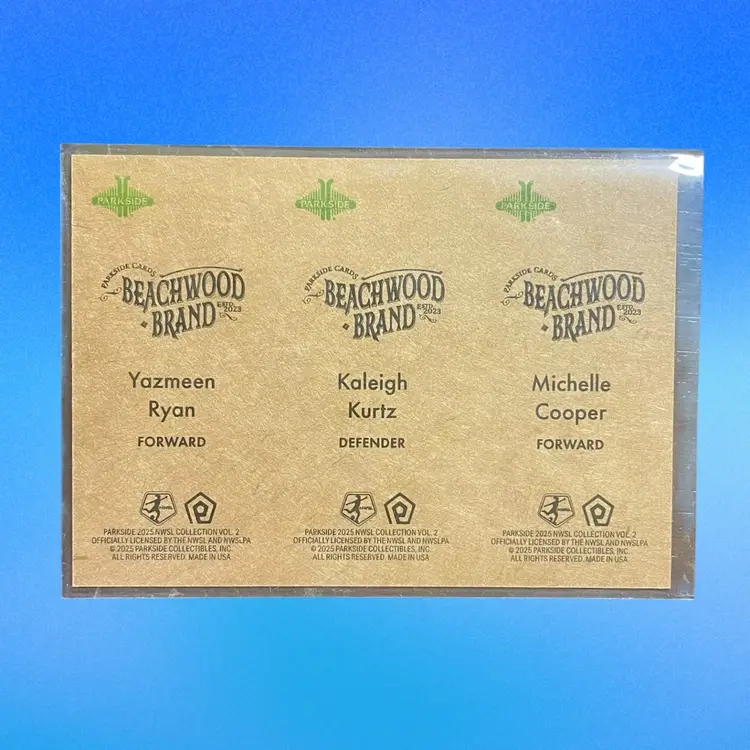 PARKSIDE
PARKSIDE CARDS
BEACHWOOD
BRAND
ESTD
2023
Yazmeen
Ryan
FORWARD
PARKSIDE 2025 NWSL COLLECTION VOL. 2
OFFICIALLY LICENSED BY THE NWSL AND NWSLPA
© 2025 PARKSIDE COLLECTIBLES, INC.
ALL RIGHTS RESERVED. MADE IN USA
PARKSIDE
PARKSIDE CARDS
BEACHWOOD
BRAND
ESTD
2023
Kaleigh
Kurtz
DEFENDER
PARKSIDE 2025 NWSL COLLECTION VOL. 2
OFFICIALLY LICENSED BY THE NWSL AND NWSLPA
© 2025 PARKSIDE COLLECTIBLES, INC.
ALL RIGHTS RESERVED. MADE IN USA
PARKSIDE
PARKSIDE CARDS
BEACHWOOD
BRAND
ESTD
2023
Michelle
Cooper
FORWARD
PARKSIDE 2025 NWSL COLLECTION VOL. 2
OFFICIALLY LICENSED BY THE NWSL AND NWSLPA
© 2025 PARKSIDE COLLECTIBLES, INC.
ALL RIGHTS RESERVED. MADE IN USA